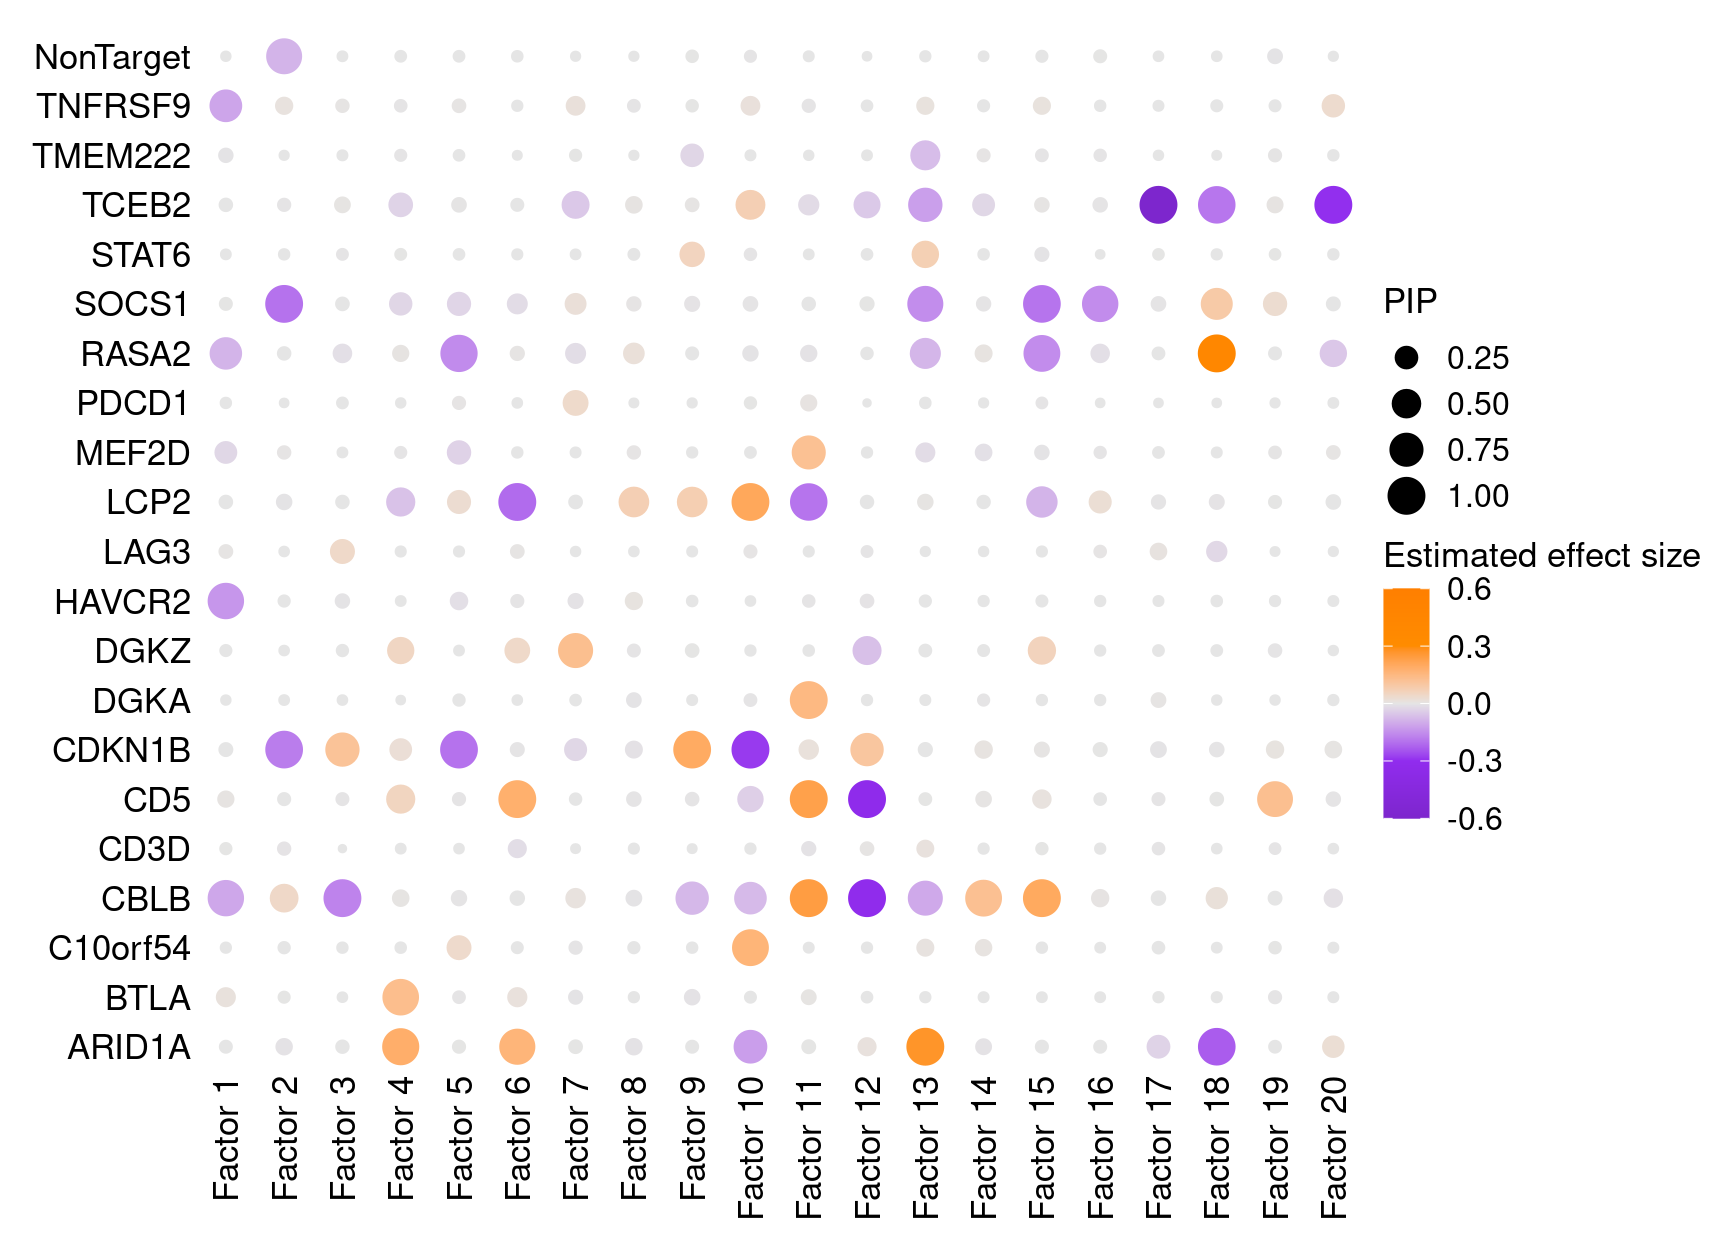 NonTarget
TNFRSF9
TMEM222
TCEB2
STAT6
SOCS1
RASA2
PDCD1
MEF2D
LCP2
LAG3
HAVCR2
DGKZ
DGKA
CDKN1B
CD5
CD3D
CBLB
C10orf54
BTLA
ARID1A
Factor 1
Factor 2
Factor 3
Factor 4
Factor 5
Factor 6
Factor 7
Factor 8
Factor 9
Factor 10
Factor 11
Factor 12
Factor 13
Factor 14
Factor 15
Factor 16
Factor 17
Factor 18
Factor 19
Factor 20
PIP
0.25
0.50
0.75
1.00
Estimated effect size
0.6
0.3
0.0
-0.3
-0.6